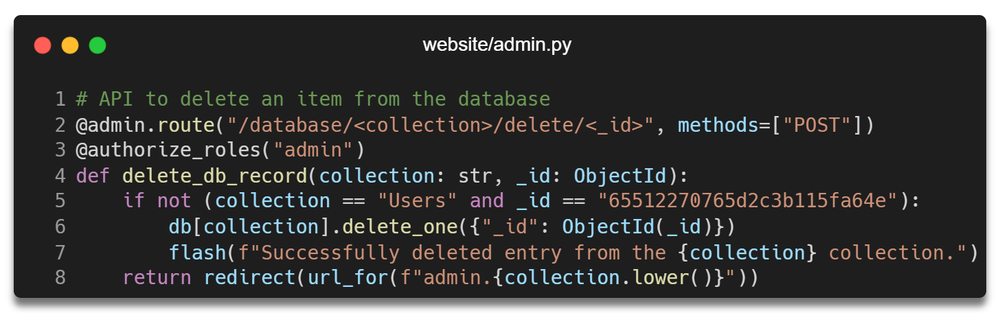 website/admin.py
1 # API to delete an item from the database
2 @admin.route("/database/<collection>/delete/<_id>", methods=["POST"])
3 @authorize_roles("admin")
4 def delete_db_record(collection: str, _id: ObjectId):
5     if not (collection == "Users" and _id == "65512270765d2c3b115fa64e"):
6         db[collection].delete_one({"_id": ObjectId(_id)})
7         flash(f"Successfully deleted entry from the {collection} collection.")
8     return redirect(url_for(f"admin.{collection.lower()}"))